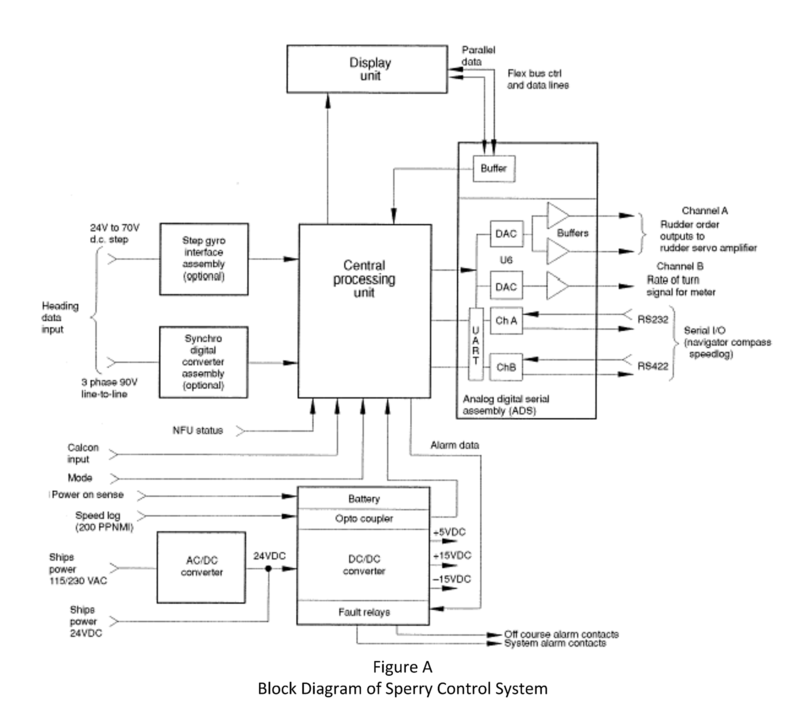 Display
unit
Parallel
data
Flex bus ctrl
and data lines
Buffer
24V to 70V
d.c. step
Step gyro
interface
assembly
(optional)
Central
processing
unit
DAC
U6
DAC
Buffers
Channel A
Rudder order
outputs to
rudder servo amplifier
Channel B
Rate of turn
signal for meter
Heading
data
input
UART
Ch A
ChB
RS232
RS422
Serial I/O
(navigator compass
speedlog)
Synchro
digital
converter
assembly
(optional)
3 phase 90V
line-to-line
Analog digital serial
assembly (ADS)
NFU status
Calcon
input
Mode
Alarm data
Power on sense
Battery
Speed log
(200 PPNMI)
Opto coupler
Ships
power
115/230 VAC
AC/DC
converter
24VDC
DC/DC
converter
+5VDC
+15VDC
−15VDC
Ships
power
24VDC
Fault relays
Off course alarm contacts
System alarm contacts
Figure A
Block Diagram of Sperry Control System